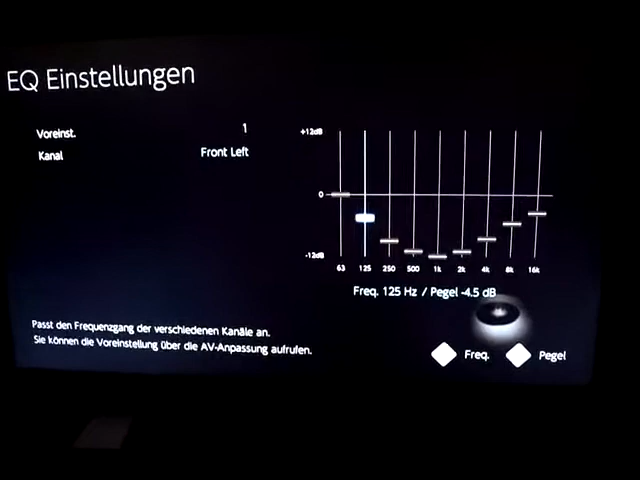 EQ Einstellungen
Voreinst. 1
Kanal Front Left
+12dB
0
-12dB
63 125 250 500 1k 2k 4k 8k 16k
Freq. 125 Hz / Pegel -4.5 dB
Passt den Frequenzgang der verschiedenen Kanäle an.
Sie können die Voreinstellung über die AV-Anpassung aufrufen.
Freq. Pegel